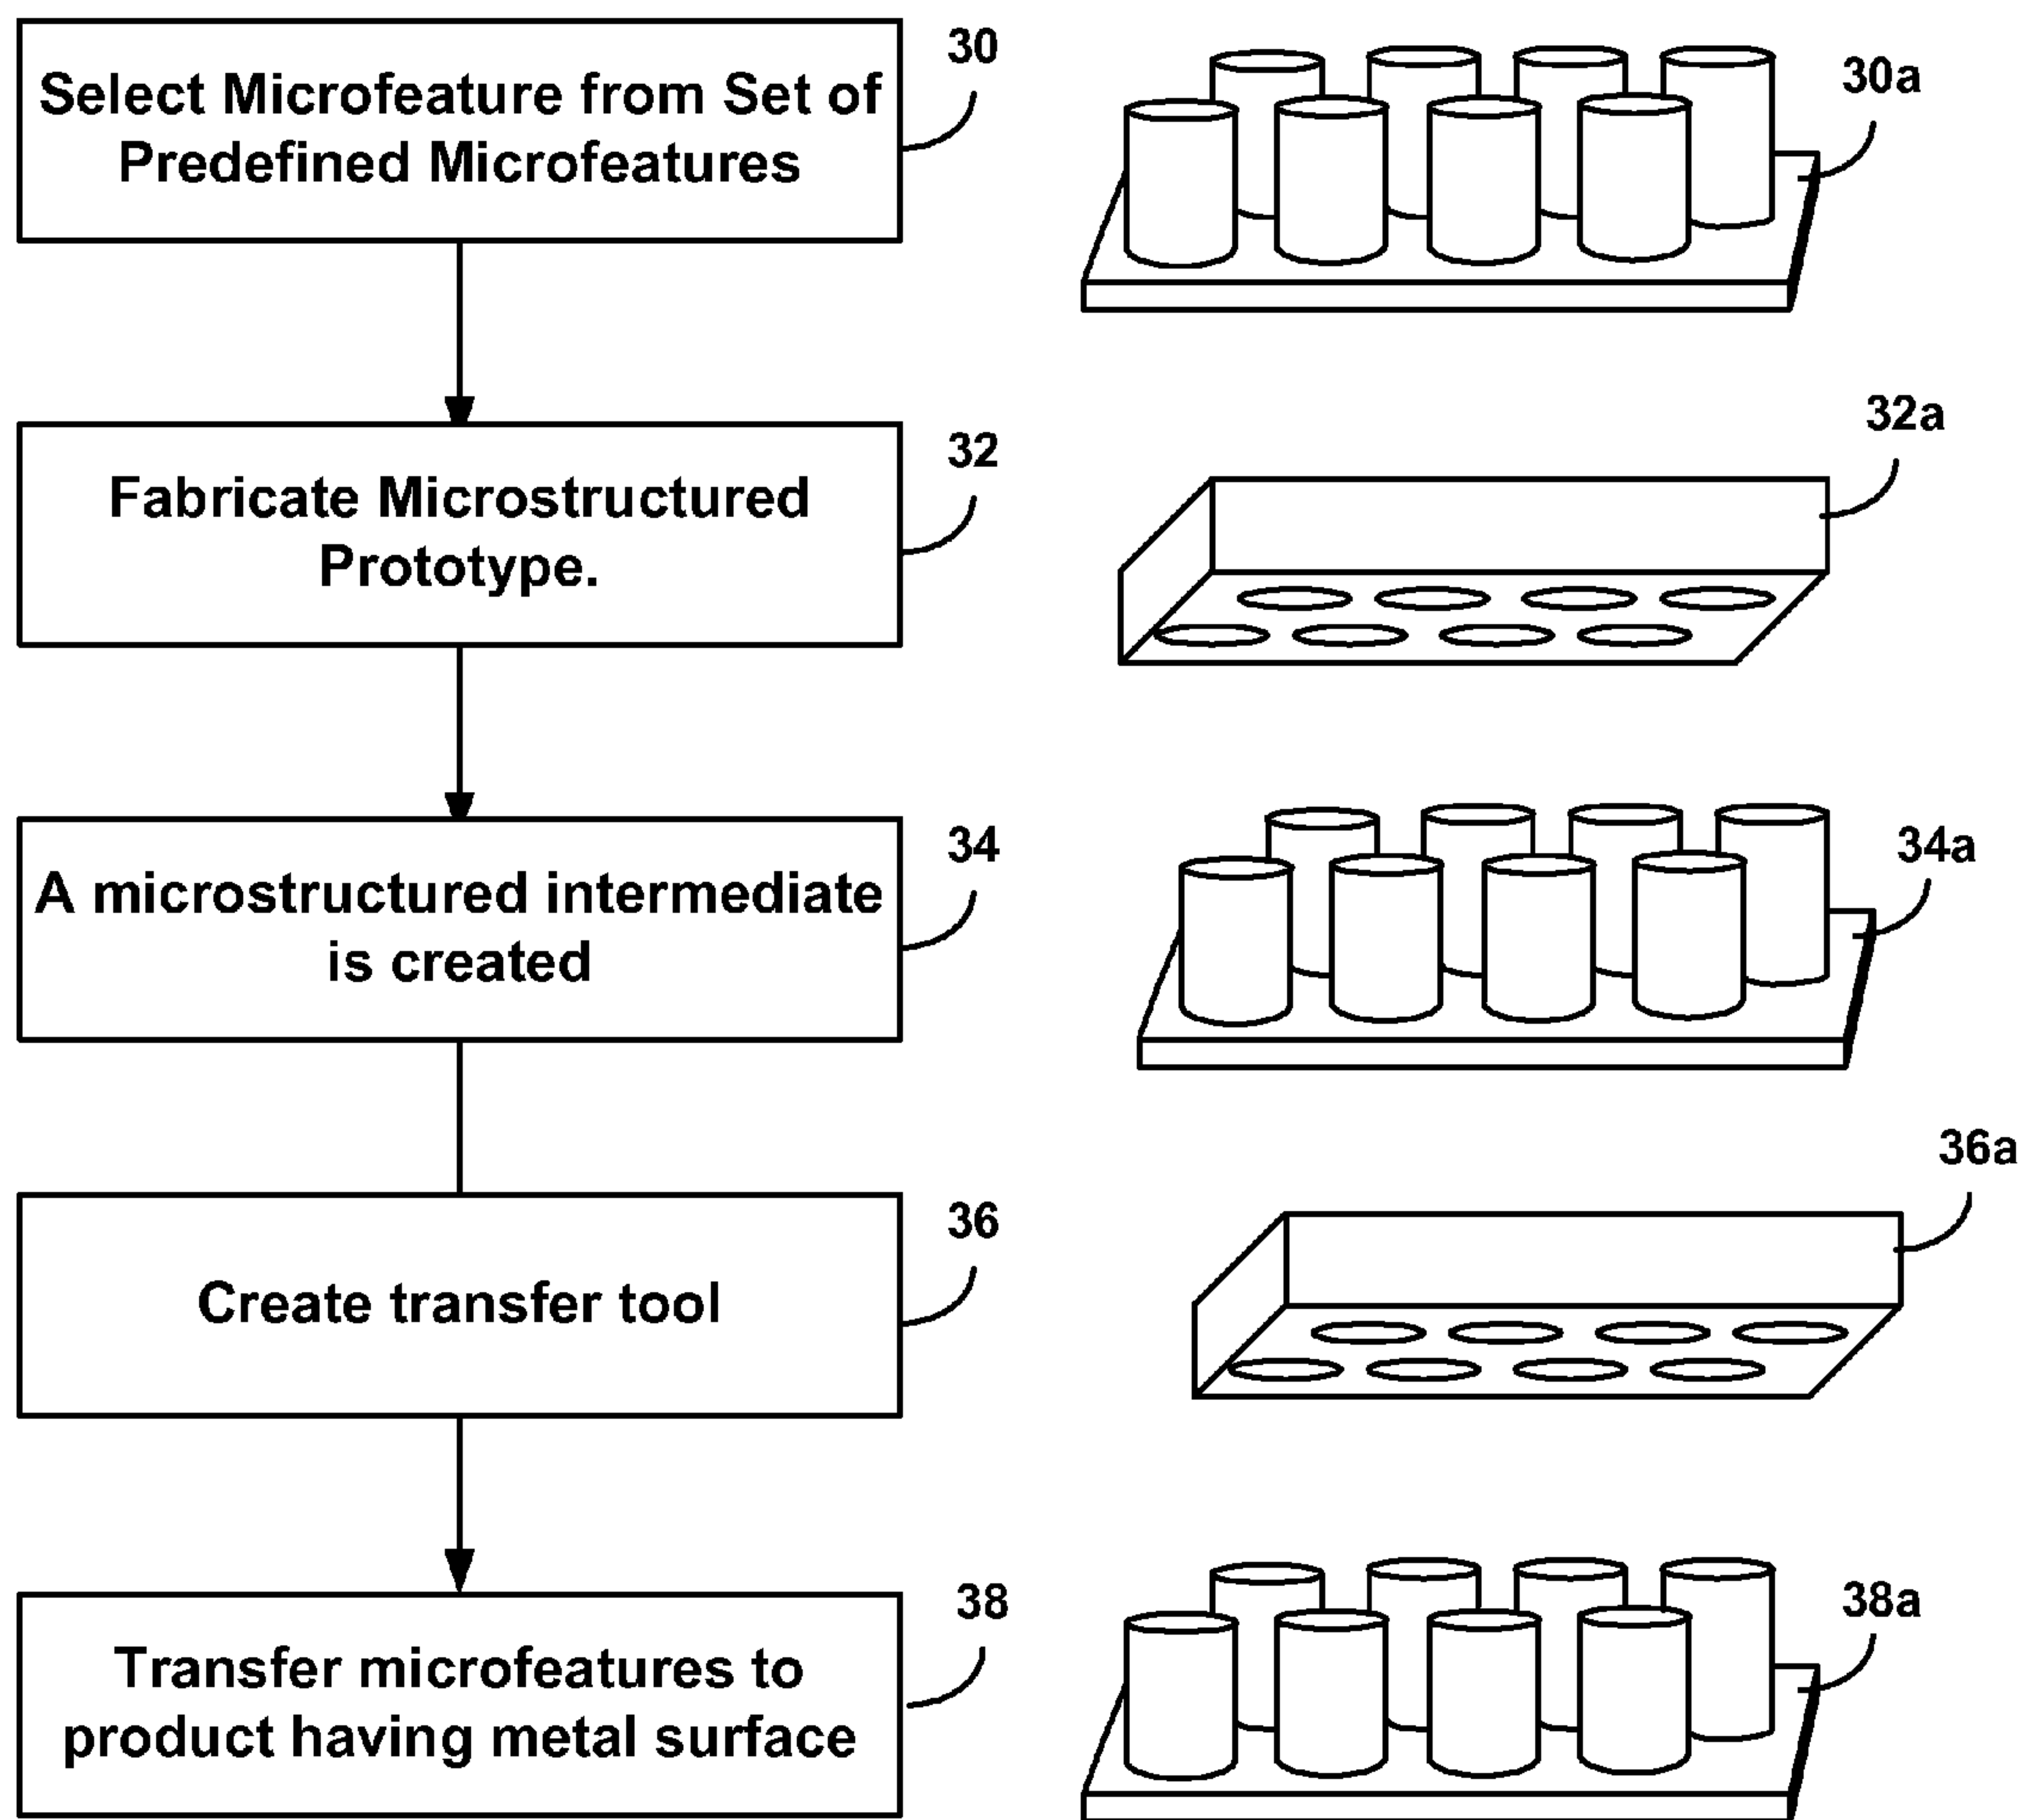 Select Microfeature from Set of
Predefined Microfeatures
30
30a
Fabricate Microstructured
Prototype.
32
32a
A microstructured intermediate
is created
34
34a
Create transfer tool
36
36a
Transfer microfeatures to
product having metal surface
38
38a